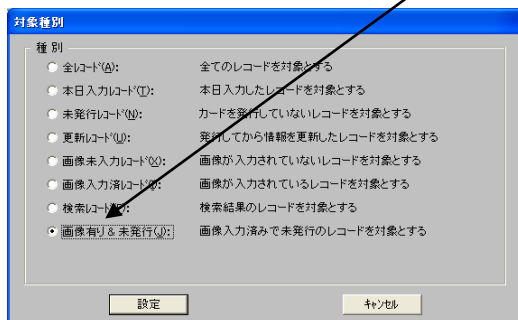 対象種別
種別
全ﾚｺｰﾄﾞ(A): 全てのレコードを対象とする
本日入力ﾚｺｰﾄﾞ(T): 本日入力したレコードを対象とする
未発行ﾚｺｰﾄﾞ(N): カードを発行していないレコードを対象とする
更新ﾚｺｰﾄﾞ(U): 発行してから情報を更新したレコードを対象とする
画像未入力ﾚｺｰﾄﾞ(X): 画像が入力されていないレコードを対象とする
画像入力済ﾚｺｰﾄﾞ 画像が入力されているレコードを対象とする
検索ﾚｺｰﾄﾞ 検索結果のレコードを対象とする
画像有り&未発行(J): 画像入力済みで未発行のレコードを対象とする
設定 ｷｬﾝｾﾙ